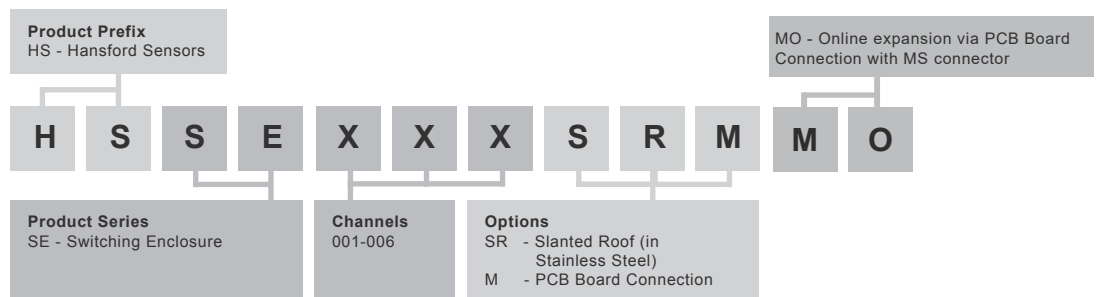 Product Prefix
HS - Hansford Sensors
MO - Online expansion via PCB Board
Connection with MS connector
H S S E X X X S R M M O
Product Series
SE - Switching Enclosure
Channels
001-006
Options
SR - Slanted Roof (in
Stainless Steel)
M - PCB Board Connection